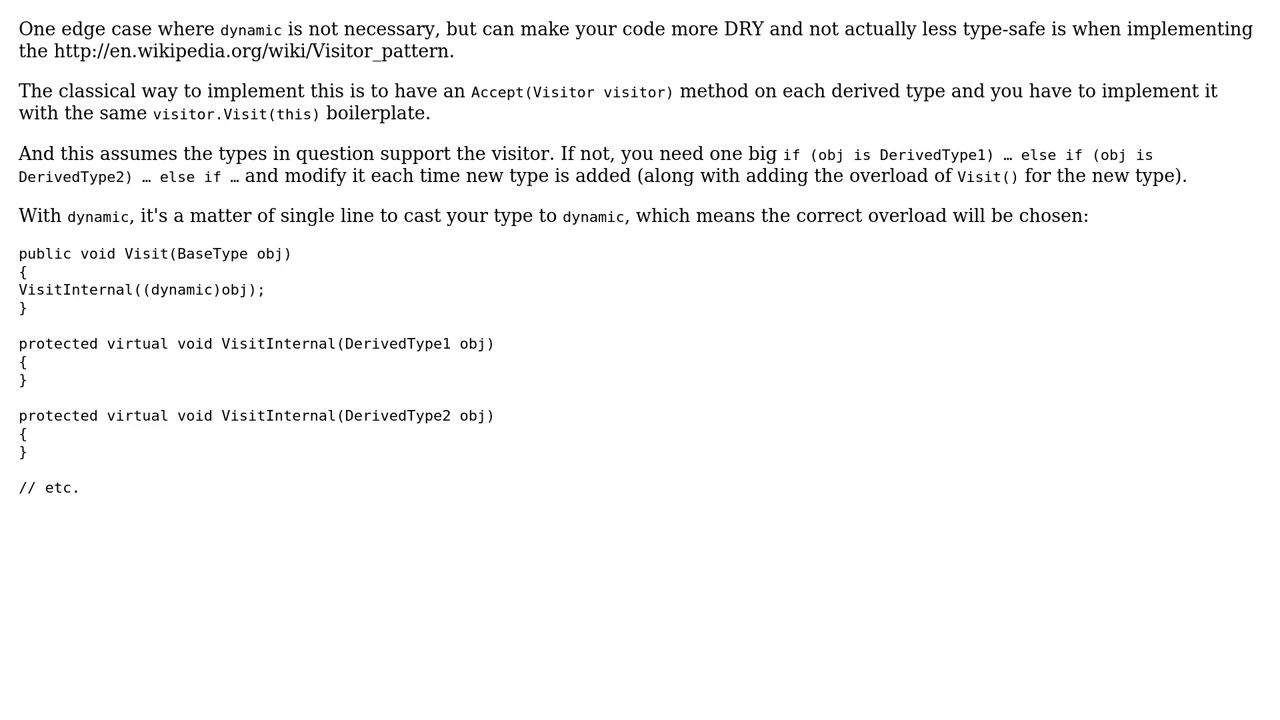 One edge case where dynamic is not necessary, but can make your code more DRY and not actually less type-safe is when implementing
the http://en.wikipedia.org/wiki/Visitor_pattern.
The classical way to implement this is to have an Accept(Visitor visitor) method on each derived type and you have to implement it
with the same visitor.Visit(this) boilerplate.
And this assumes the types in question support the visitor. If not, you need one big if (obj is DerivedType1) … else if (obj is
DerivedType2) … else if … and modify it each time new type is added (along with adding the overload of Visit() for the new type).
With dynamic, it's a matter of single line to cast your type to dynamic, which means the correct overload will be chosen:
public void Visit(BaseType obj)
{
VisitInternal((dynamic)obj);
}
protected virtual void VisitInternal(DerivedType1 obj)
{
}
protected virtual void VisitInternal(DerivedType2 obj)
{
}
// etc.